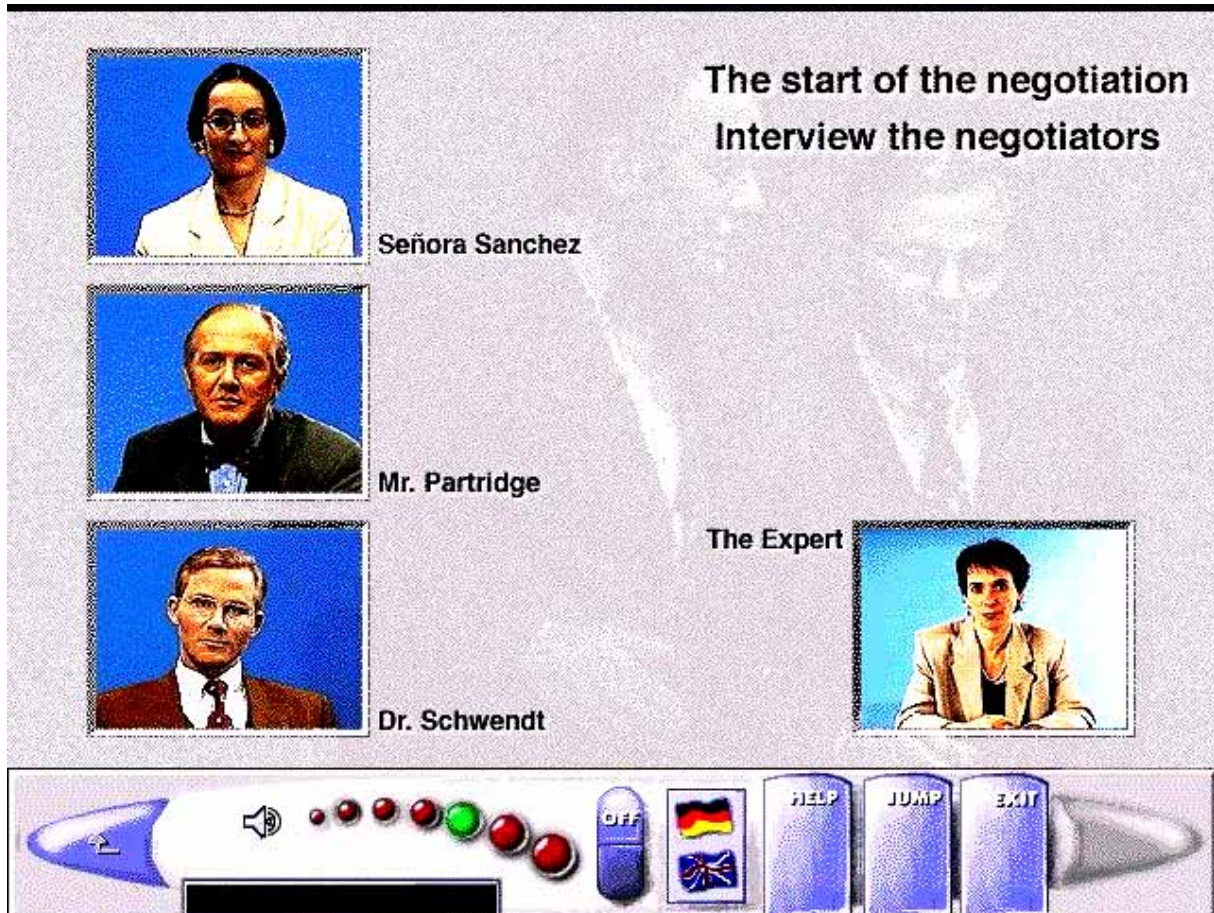 The start of the negotiation
Interview the negotiators
Señora Sanchez
Mr. Partridge
The Expert
Dr. Schwendt
OFF
HELP
JUMP
EXIT